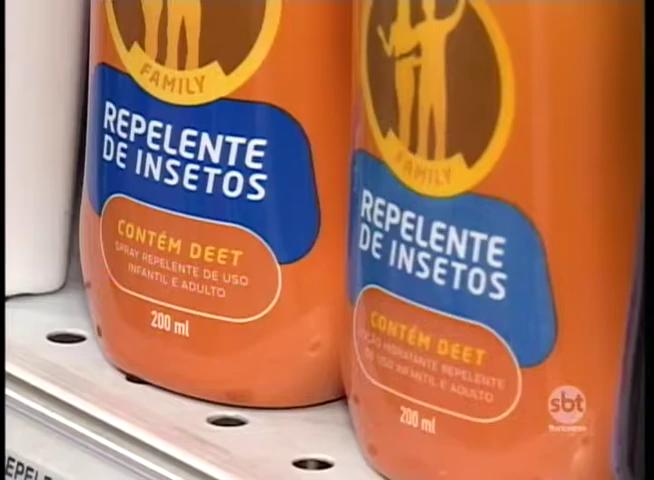 FAMILY
REPELENTE
DE INSETOS
CONTÉM DEET
SPRAY REPELENTE DE USO
INFANTIL E ADULTO
200 ml
FAMILY
REPELENTE
DE INSETOS
CONTÉM DEET
HIDRATANTE REPELENTE
DE USO INFANTIL E ADULTO
200 ml
sbt